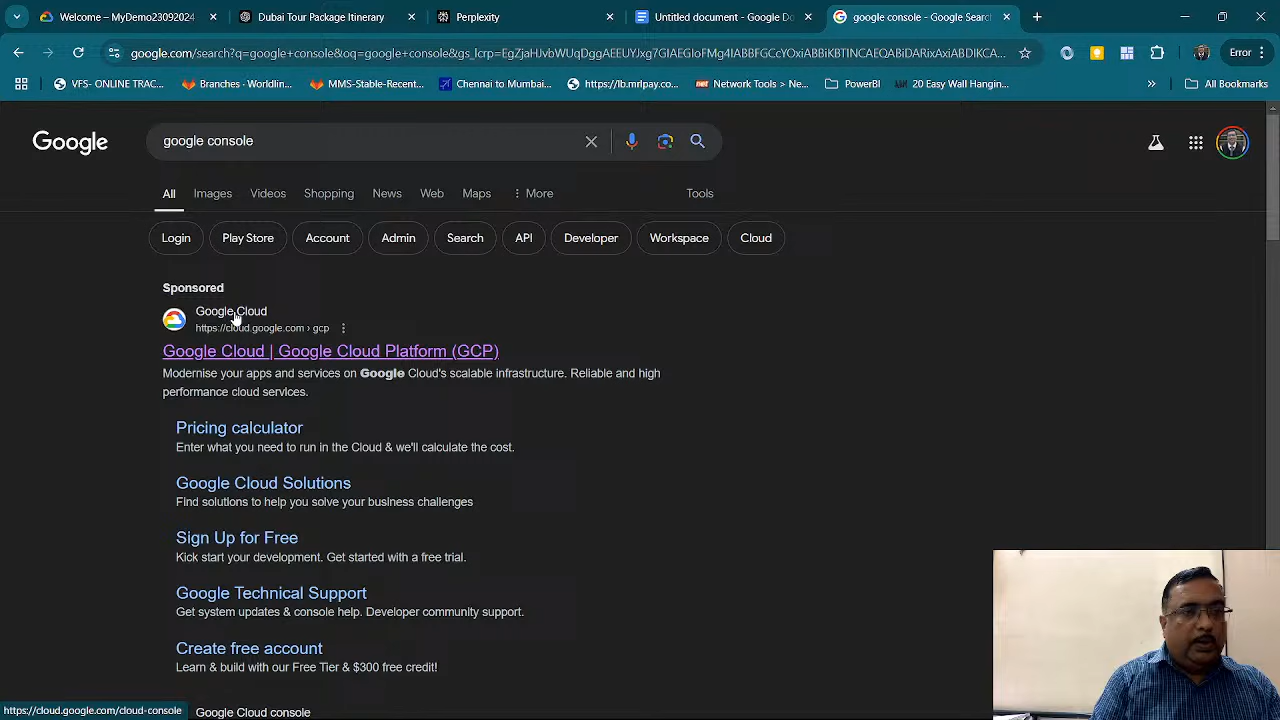 Welcome – MyDemo23092024
Dubai Tour Package Itinerary
Perplexity
Untitled document - Google Do
google console - Google Search
google.com/search?q=google+console&oq=google+console&gs_lcrp=EgZjaHJvbWUqDggAEEUYJxg7GIAEGIoFMg4IABBFGCcYOxiABBiKBTINCAEQABiDARixAxiABDIKCA...
Error
VFS- ONLINE TRAC...
Branches · Worldlin...
MMS-Stable-Recent...
Chennai to Mumbai...
https://lb.mrlpay.co...
Network Tools > Ne...
PowerBI
20 Easy Wall Hangin...
All Bookmarks
Google
google console
All
Images
Videos
Shopping
News
Web
Maps
More
Tools
Login
Play Store
Account
Admin
Search
API
Developer
Workspace
Cloud
Sponsored
Google Cloud
https://cloud.google.com › gcp
Google Cloud | Google Cloud Platform (GCP)
Modernise your apps and services on Google Cloud's scalable infrastructure. Reliable and high
performance cloud services.
Pricing calculator
Enter what you need to run in the Cloud & we'll calculate the cost.
Google Cloud Solutions
Find solutions to help you solve your business challenges
Sign Up for Free
Kick start your development. Get started with a free trial.
Google Technical Support
Get system updates & console help. Developer community support.
Create free account
Learn & build with our Free Tier & $300 free credit!
https://cloud.google.com/cloud-console
Google Cloud console